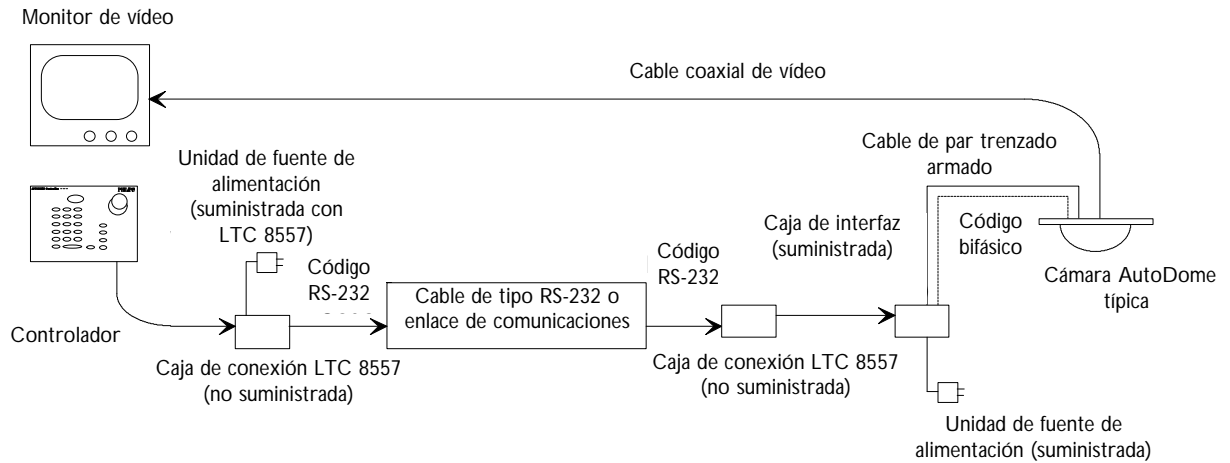 Monitor de vídeo
Cable coaxial de vídeo
Cable de par trenzado
armado
Unidad de fuente de
alimentación
(suministrada con
LTC 8557)
PHILIPS
Caja de interfaz
(suministrada)
Código
bifásico
Cámara AutoDome
típica
Código
RS-232
Cable de tipo RS-232 o
enlace de comunicaciones
Código
RS-232
Controlador
Caja de conexión LTC 8557
(no suministrada)
Caja de conexión LTC 8557
(no suministrada)
Unidad de fuente de
alimentación (suministrada)